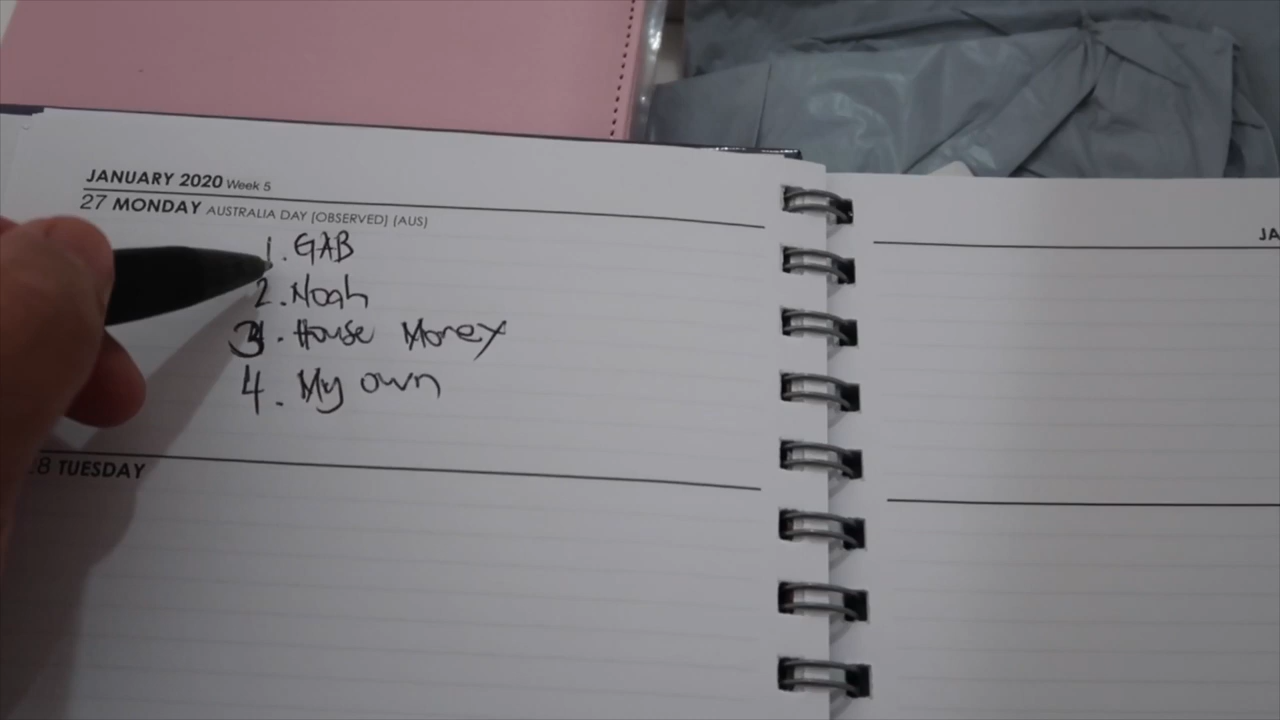 JANUARY 2020 Week 5
27 MONDAY AUSTRALIA DAY (OBSERVED) (AUS)
1. GAB
2. Noah
3. House Money
4. My own
28 TUESDAY
JA